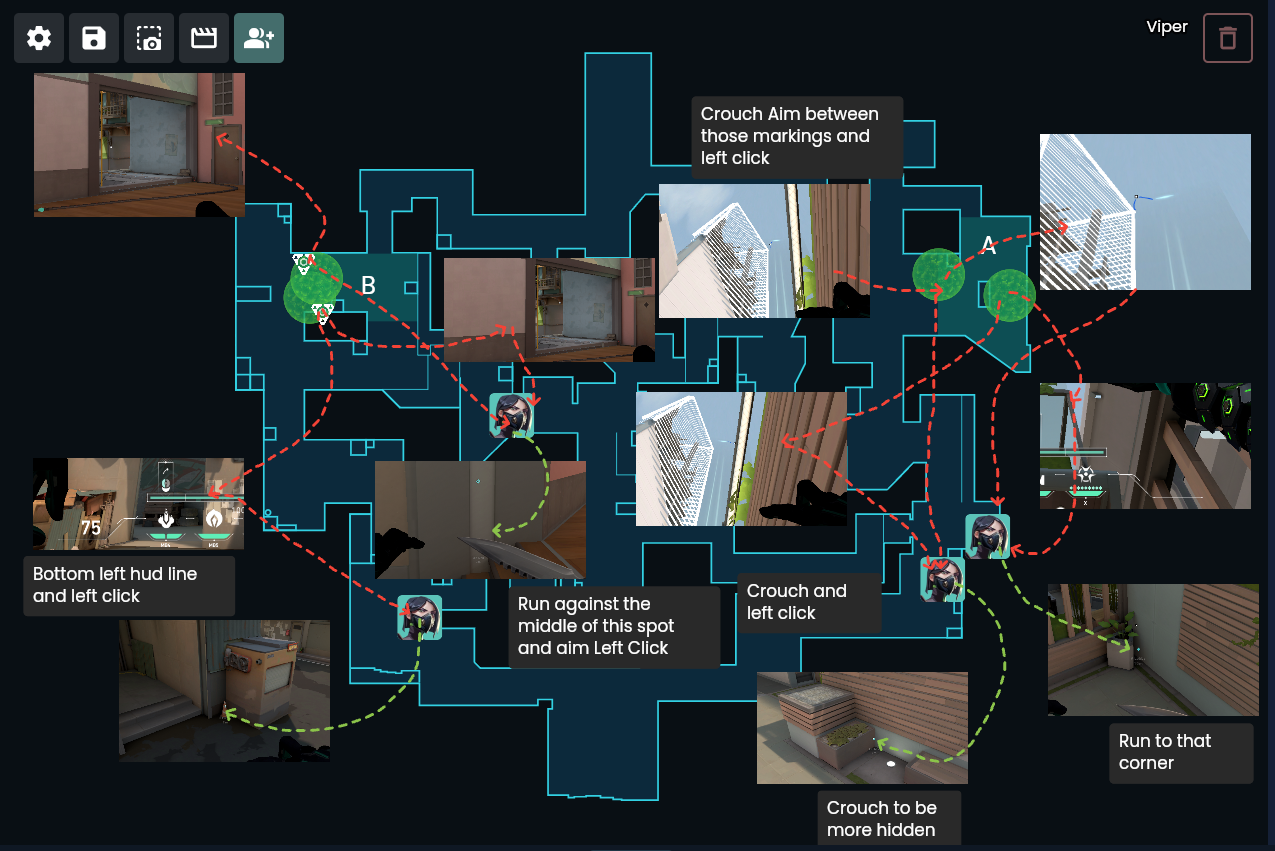 Viper
Crouch Aim between
those markings and
left click
A
B
75
Bottom left hud line
and left click
Run against the
middle of this spot
and aim Left Click
Crouch and
left click
Run to that
corner
Crouch to be
more hidden